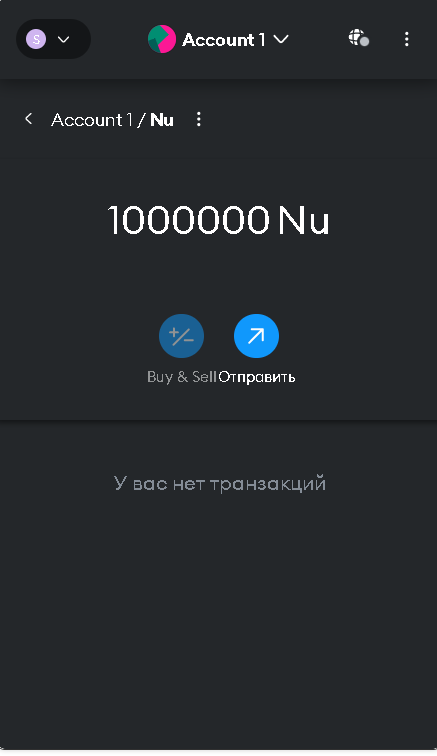 S
Account 1
Account 1 / Nu
1000000 Nu
Buy & Sell Отправить
У вас нет транзакций